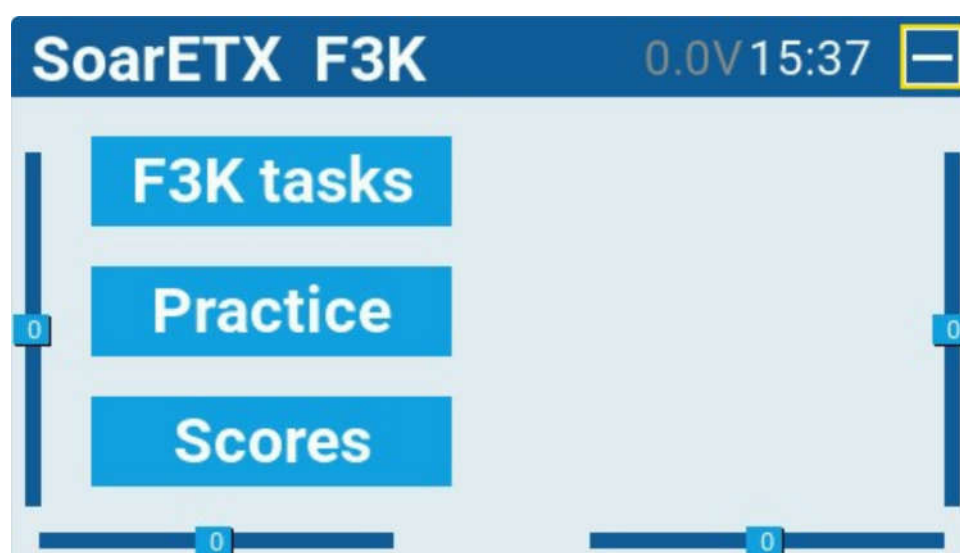 SoarETX F3K 0.0V 15:37
F3K tasks
Practice
0 0
Scores
0 0